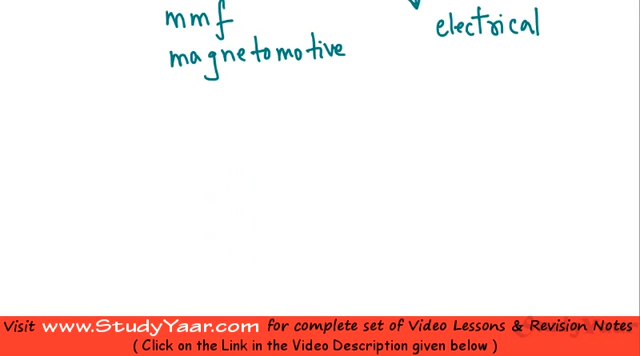 mmf
electrical
magnetomotive
Visit www.StudyYaar.com for complete set of Video Lessons & Revision Notes
( Click on the Link in the Video Description given below )